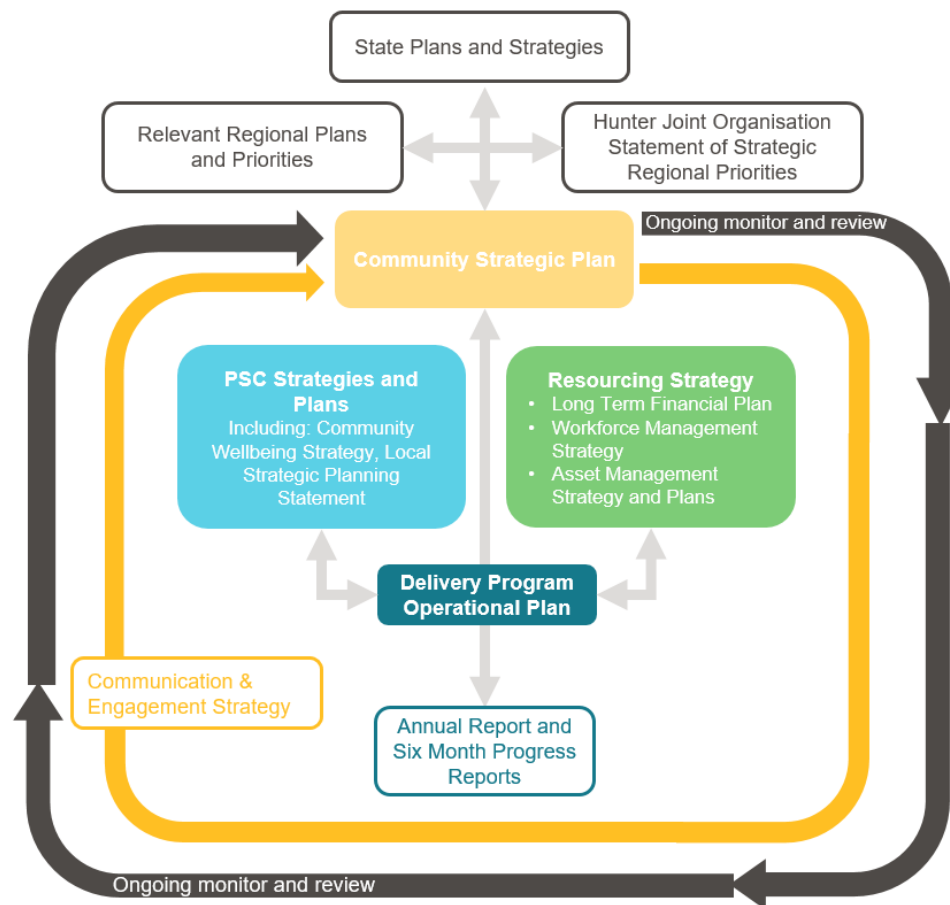 State Plans and Strategies
Relevant Regional Plans
and Priorities
Hunter Joint Organisation
Statement of Strategic
Regional Priorities
Ongoing monitor and review
Community Strategic Plan
PSC Strategies and
Plans
Including: Community
Wellbeing Strategy, Local
Strategic Planning
Statement
Resourcing Strategy
• Long Term Financial Plan
• Workforce Management
Strategy
• Asset Management
Strategy and Plans
Delivery Program
Operational Plan
Communication &
Engagement Strategy
Annual Report and
Six Month Progress
Reports
Ongoing monitor and review